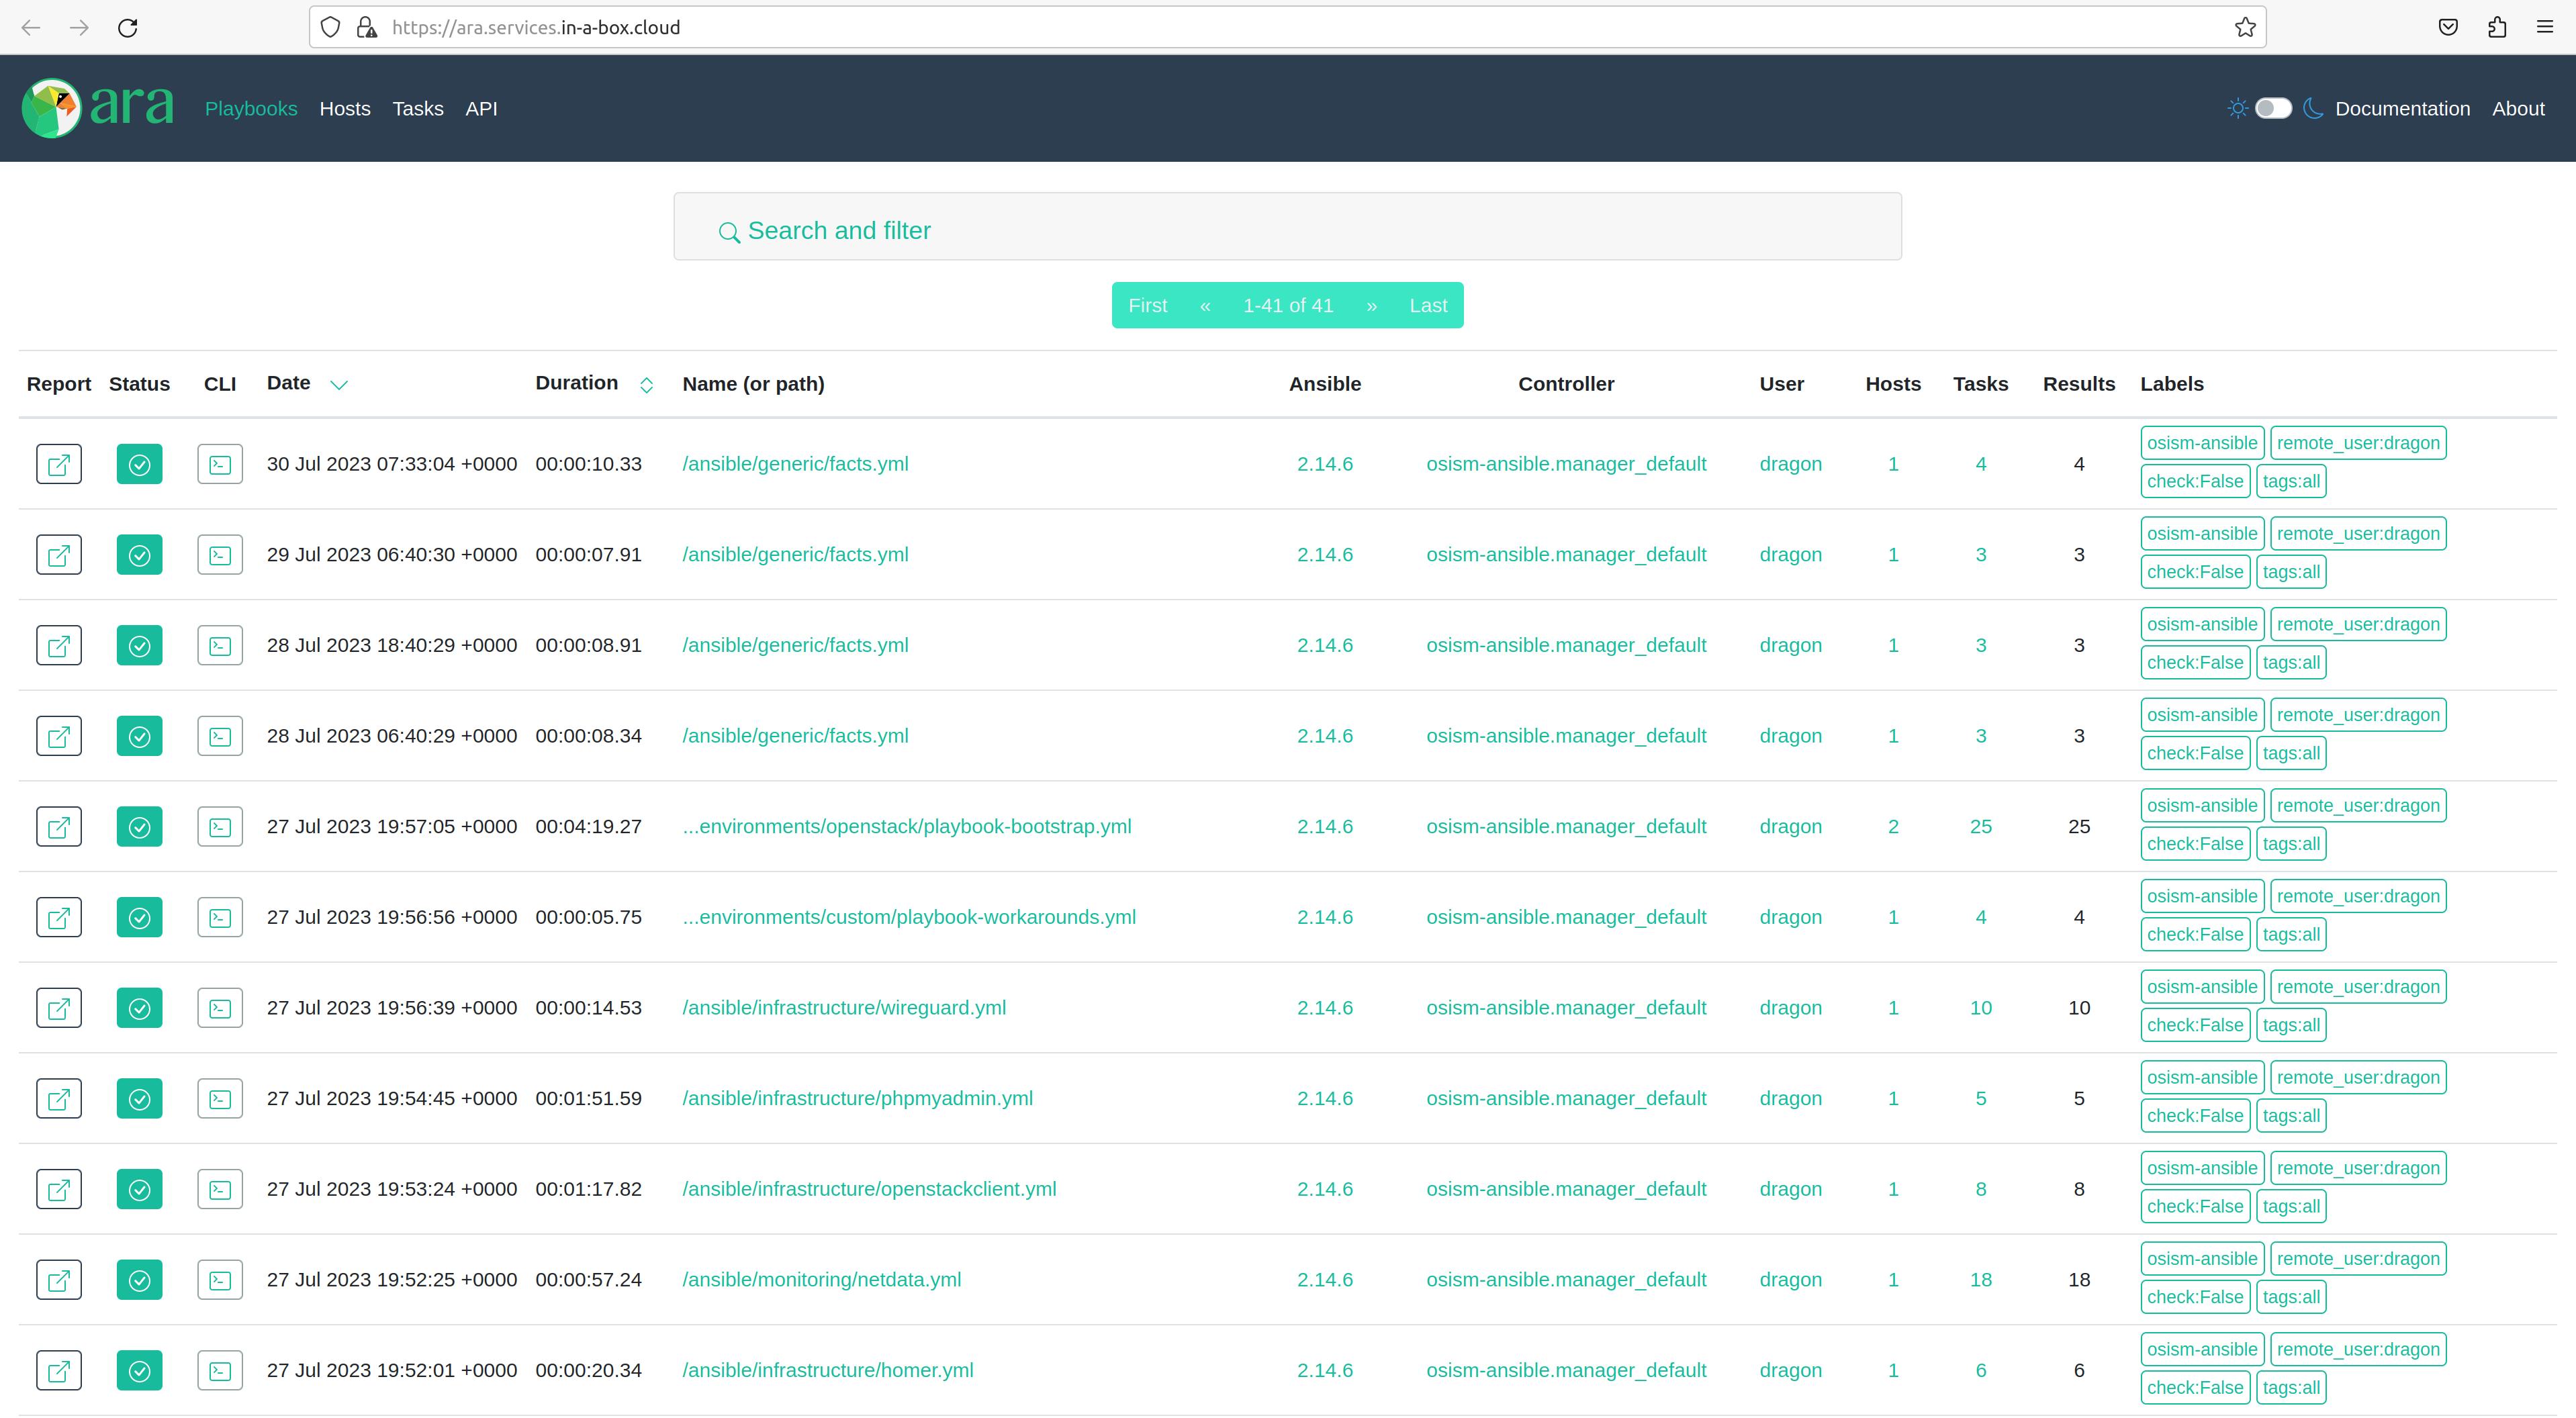 https://ara.services.in-a-box.cloud
ara Playbooks Hosts Tasks API Documentation About
Search and filter
First « 1-41 of 41 » Last
Report Status CLI Date Duration Name (or path) Ansible Controller User Hosts Tasks Results Labels
30 Jul 2023 07:33:04 +0000 00:00:10.33 /ansible/generic/facts.yml 2.14.6 osism-ansible.manager_default dragon 1 4 4 osism-ansible remote_user:dragon
check:False tags:all
29 Jul 2023 06:40:30 +0000 00:00:07.91 /ansible/generic/facts.yml 2.14.6 osism-ansible.manager_default dragon 1 3 3 osism-ansible remote_user:dragon
check:False tags:all
28 Jul 2023 18:40:29 +0000 00:00:08.91 /ansible/generic/facts.yml 2.14.6 osism-ansible.manager_default dragon 1 3 3 osism-ansible remote_user:dragon
check:False tags:all
28 Jul 2023 06:40:29 +0000 00:00:08.34 /ansible/generic/facts.yml 2.14.6 osism-ansible.manager_default dragon 1 3 3 osism-ansible remote_user:dragon
check:False tags:all
27 Jul 2023 19:57:05 +0000 00:04:19.27 ...environments/openstack/playbook-bootstrap.yml 2.14.6 osism-ansible.manager_default dragon 2 25 25 osism-ansible remote_user:dragon
check:False tags:all
27 Jul 2023 19:56:56 +0000 00:00:05.75 ...environments/custom/playbook-workarounds.yml 2.14.6 osism-ansible.manager_default dragon 1 4 4 osism-ansible remote_user:dragon
check:False tags:all
27 Jul 2023 19:56:39 +0000 00:00:14.53 /ansible/infrastructure/wireguard.yml 2.14.6 osism-ansible.manager_default dragon 1 10 10 osism-ansible remote_user:dragon
check:False tags:all
27 Jul 2023 19:54:45 +0000 00:01:51.59 /ansible/infrastructure/phpmyadmin.yml 2.14.6 osism-ansible.manager_default dragon 1 5 5 osism-ansible remote_user:dragon
check:False tags:all
27 Jul 2023 19:53:24 +0000 00:01:17.82 /ansible/infrastructure/openstackclient.yml 2.14.6 osism-ansible.manager_default dragon 1 8 8 osism-ansible remote_user:dragon
check:False tags:all
27 Jul 2023 19:52:25 +0000 00:00:57.24 /ansible/monitoring/netdata.yml 2.14.6 osism-ansible.manager_default dragon 1 18 18 osism-ansible remote_user:dragon
check:False tags:all
27 Jul 2023 19:52:01 +0000 00:00:20.34 /ansible/infrastructure/homer.yml 2.14.6 osism-ansible.manager_default dragon 1 6 6 osism-ansible remote_user:dragon
check:False tags:all